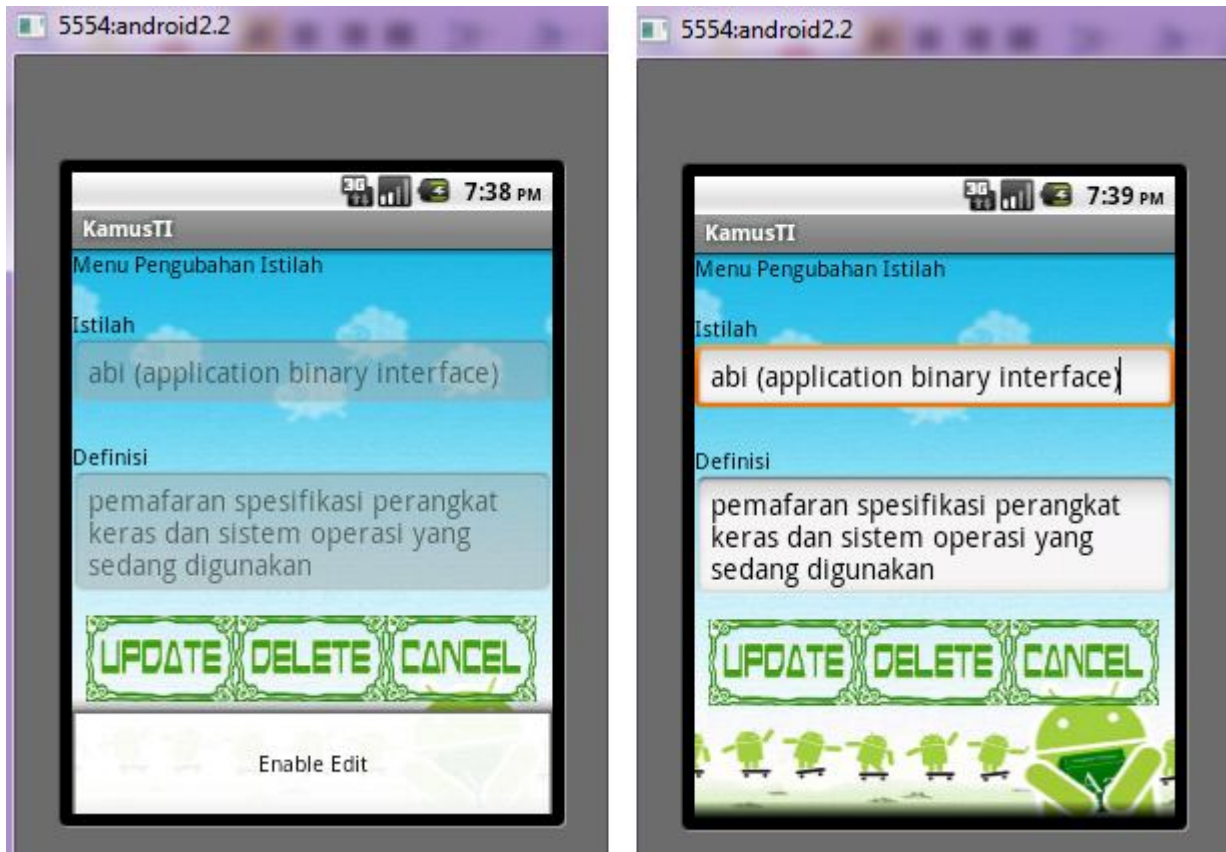 5554:android2.2
7:38 PM
KamusTI
Menu Pengubahan Istilah
Istilah
abi (application binary interface)
Definisi
pemafaran spesifikasi perangkat
keras dan sistem operasi yang
sedang digunakan
UPDATE DELETE CANCEL
Enable Edit
5554:android2.2
7:39 PM
KamusTI
Menu Pengubahan Istilah
Istilah
abi (application binary interface)
Definisi
pemafaran spesifikasi perangkat
keras dan sistem operasi yang
sedang digunakan
UPDATE DELETE CANCEL